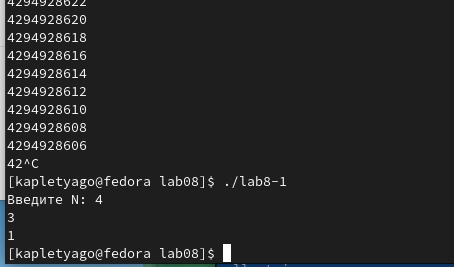 4294928622
4294928620
4294928618
4294928616
4294928614
4294928612
4294928610
4294928608
4294928606
42^C
[kapletyago@fedora lab08]$ ./lab8-1
Введите N: 4
3
1
[kapletyago@fedora lab08]$